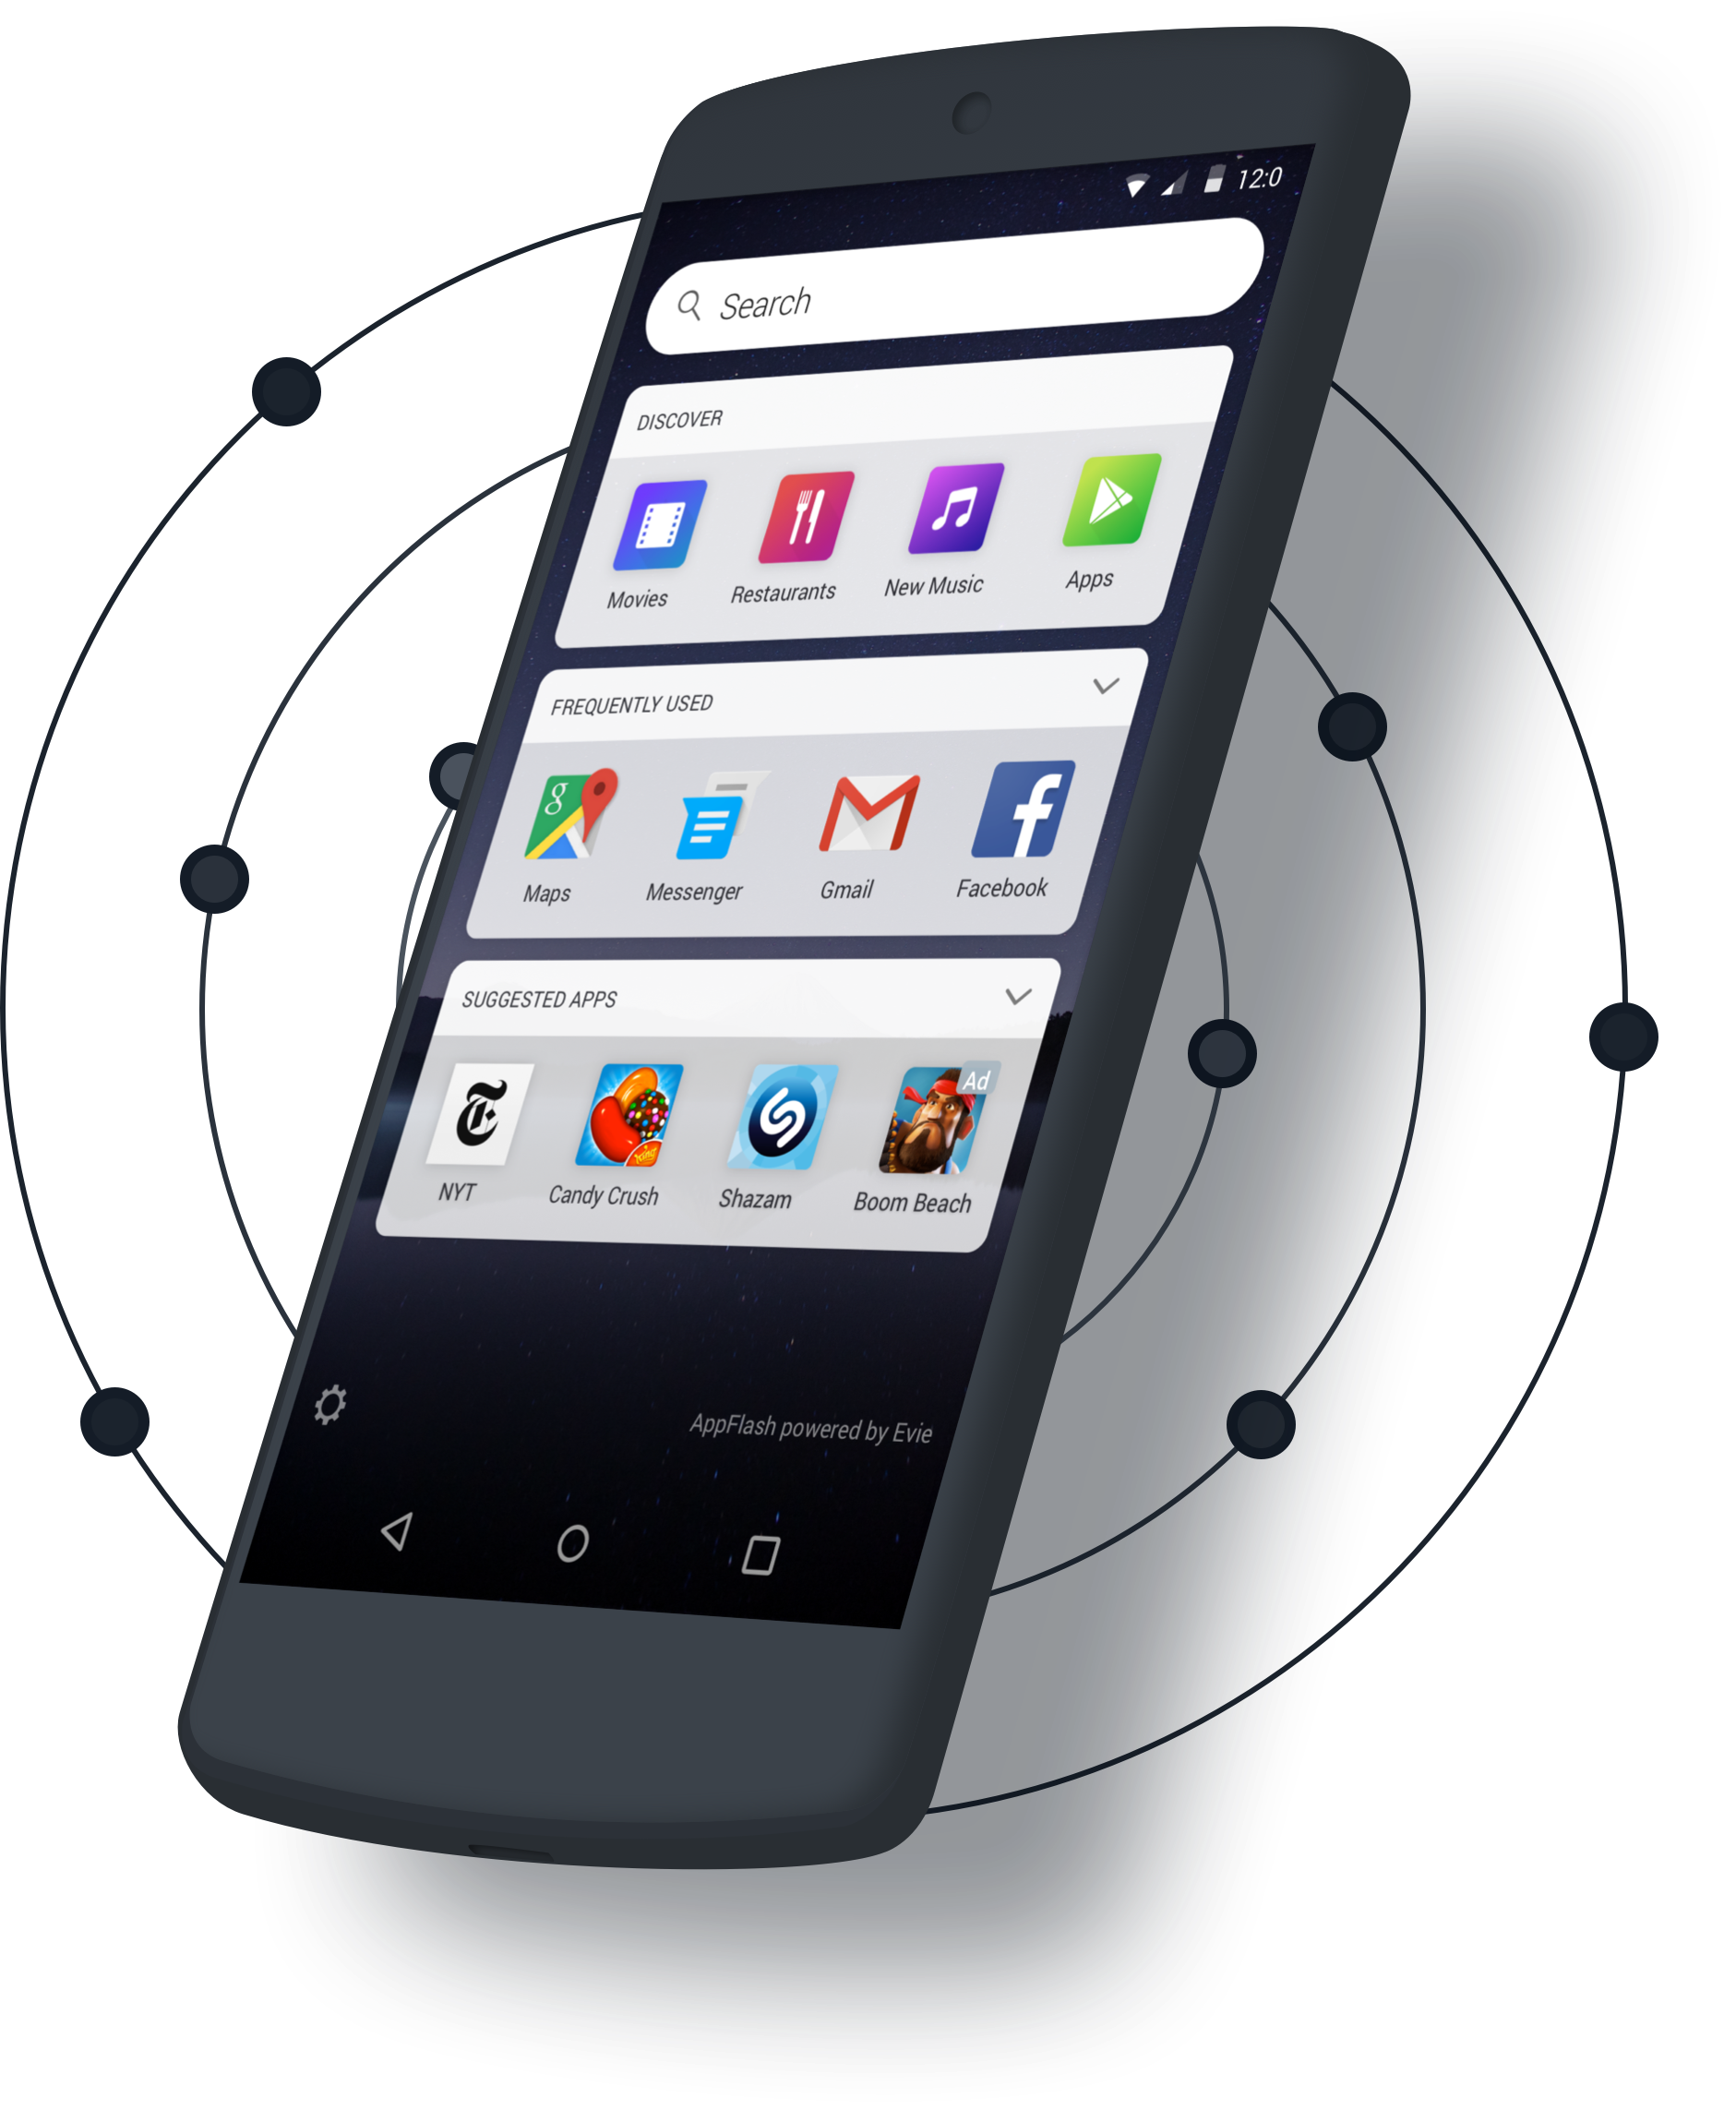 12:0
Search
DISCOVER
Movies Restaurants New Music Apps
FREQUENTLY USED
g
Maps Messenger Gmail Facebook
SUGGESTED APPS
Ad
King
NYT Candy Crush Shazam Boom Beach
AppFlash powered by Evie